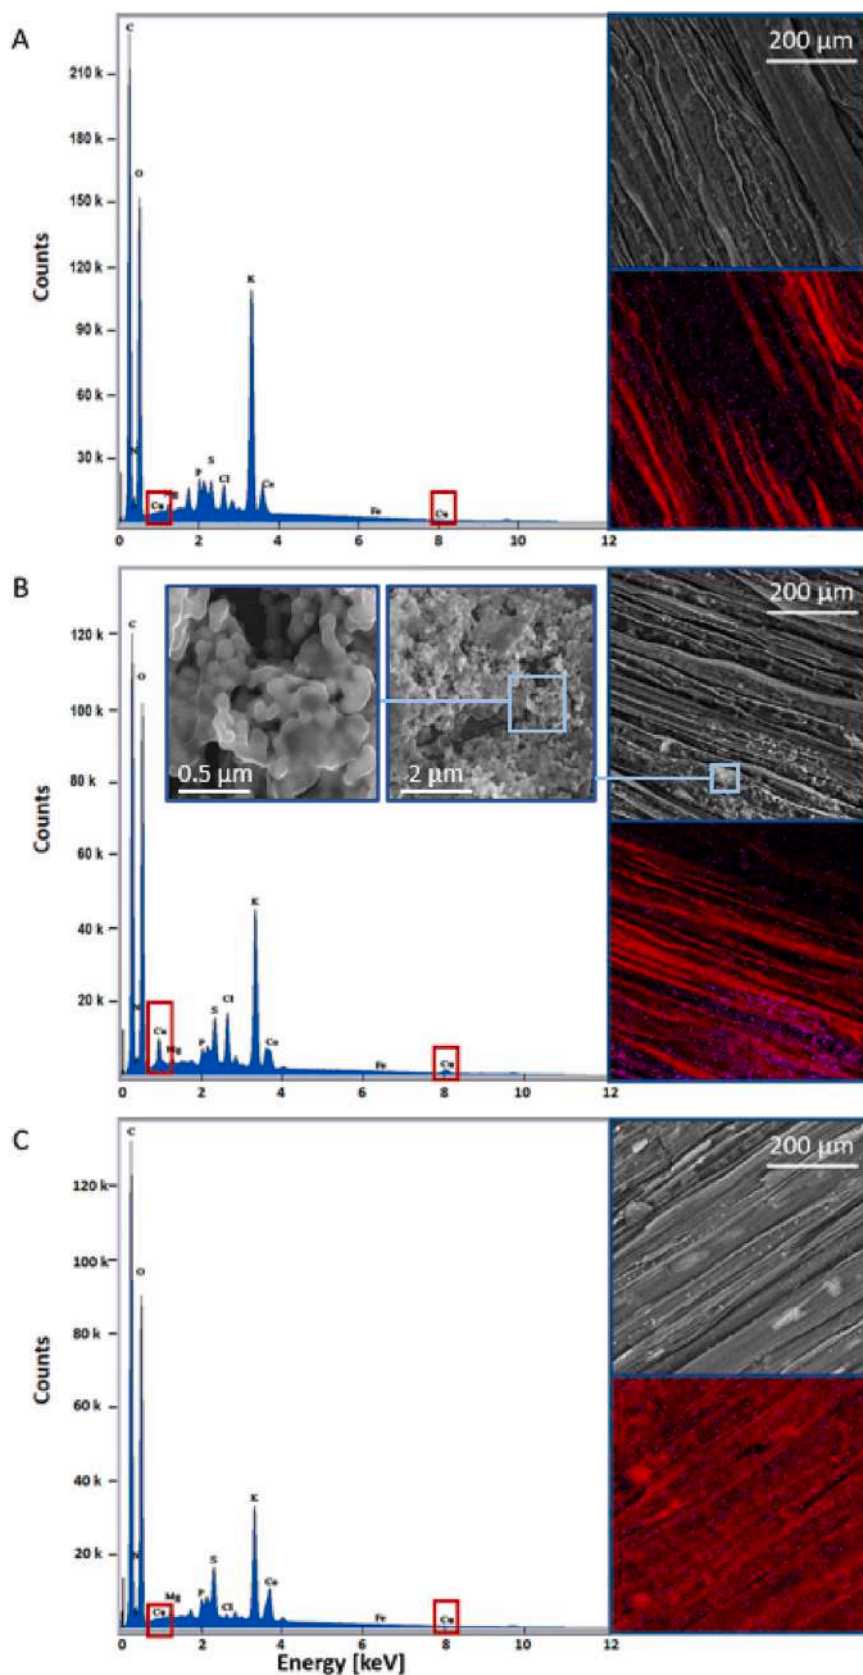 A
C
200 µm
210 k
180 k
O
150 k
120 k
K
Counts
90 k
60 k
30 k
N
Cu
Mg
P
S
Cl
Ca
Fe
Cu
0
2
4
6
8
10
12
B
C
200 µm
120 k
O
100 k
0.5 µm
2 µm
80 k
Counts
60 k
K
40 k
20 k
N
Cu
Mg
P
S
Cl
Ca
Fe
Cu
0
2
4
6
8
10
12
C
C
200 µm
120 k
100 k
O
80 k
Counts
60 k
K
40 k
20 k
N
Cu
Mg
P
S
Cl
Ca
Fe
Cu
0
2
4
6
8
10
12
Energy [keV]